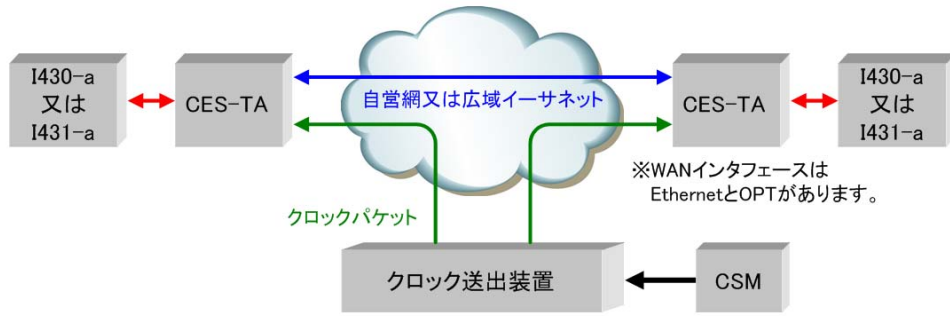 I430-a
又は
I431-a
CES-TA
自営網又は広域イーサネット
CES-TA
I430-a
又は
I431-a
※WANインタフェースは
EthernetとOPTがあります。
クロックパケット
クロック送出装置
CSM